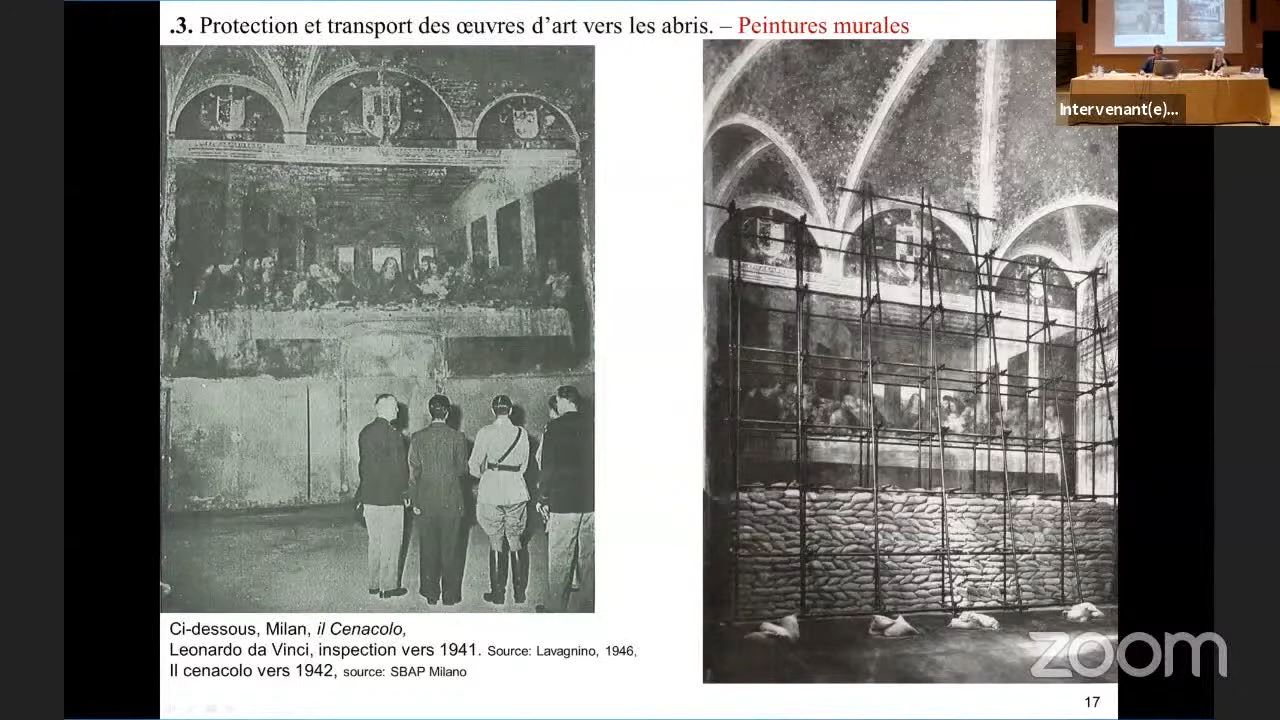 .3. Protection et transport des œuvres d’art vers les abris. – Peintures murales
Intervenant(e)...
Ci-dessous, Milan, il Cenacolo,
Leonardo da Vinci, inspection vers 1941. Source: Lavagnino, 1946,
Il cenacolo vers 1942, source: SBAP Milano
zoom
17